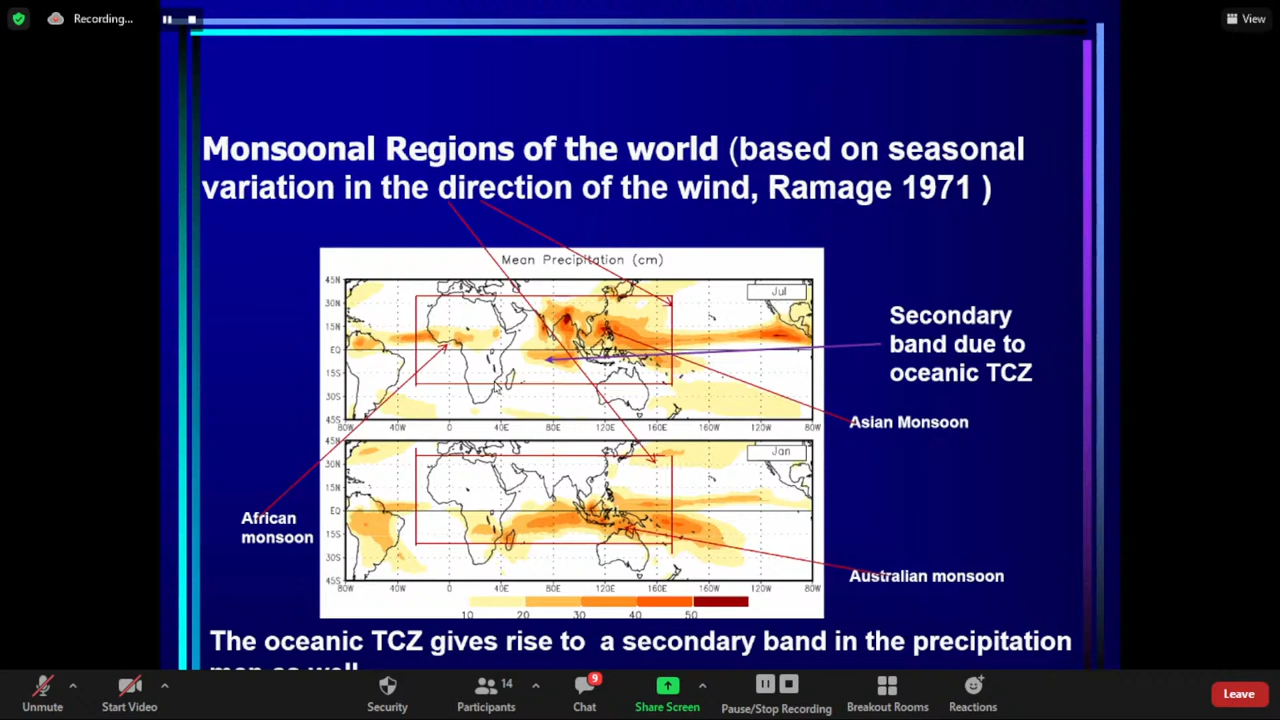 Recording...
View
Monsoonal Regions of the world (based on seasonal
variation in the direction of the wind, Ramage 1971 )
Mean Precipitation (cm)
Jul
45N
30N
15N
EQ
15S
30S
45S
80W 40W 0 40E 80E 120E 160E 160W 120W 80W
Secondary
band due to
oceanic TCZ
Asian Monsoon
Jan
45N
30N
15N
EQ
15S
30S
45S
80W 40W 0 40E 80E 120E 160E 160W 120W 80W
African
monsoon
Australian monsoon
10 20 30 40 50
The oceanic TCZ gives rise to a secondary band in the precipitation
map as well
Unmute
Start Video
Security
14
Participants
9
Chat
Share Screen
Pause/Stop Recording
Breakout Rooms
Reactions
Leave